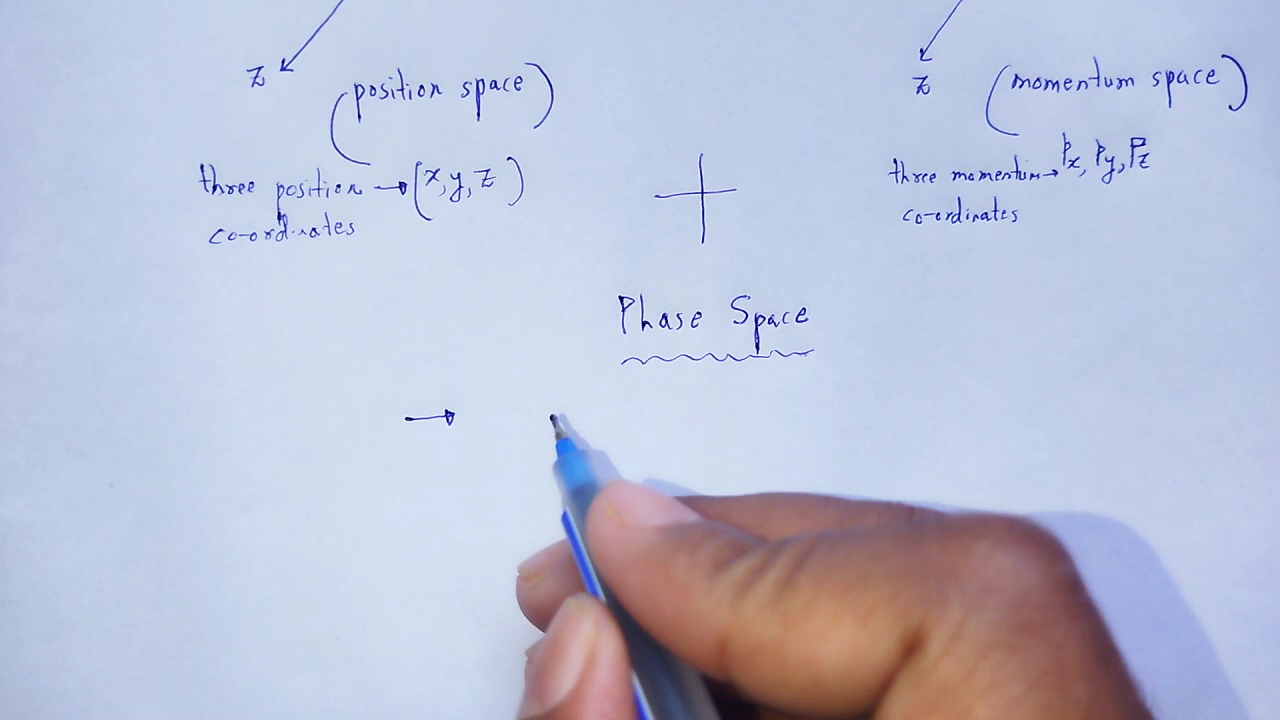 z
(position space)
three position → (x, y, z)
co-ordinates
z
(momentum space)
three momentum → Px, Py, Pz
co-ordinates
+
Phase Space
→